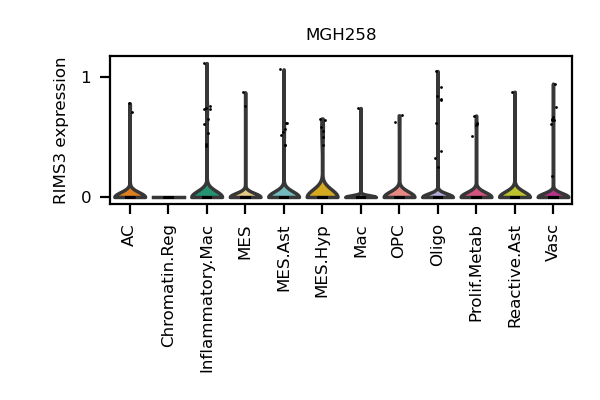 MGH258
RIMS3 expression
1
0
AC
Chromatin.Reg
Inflammatory.Mac
MES
MES.Ast
MES.Hyp
Mac
OPC
Oligo
Prolif.Metab
Reactive.Ast
Vasc